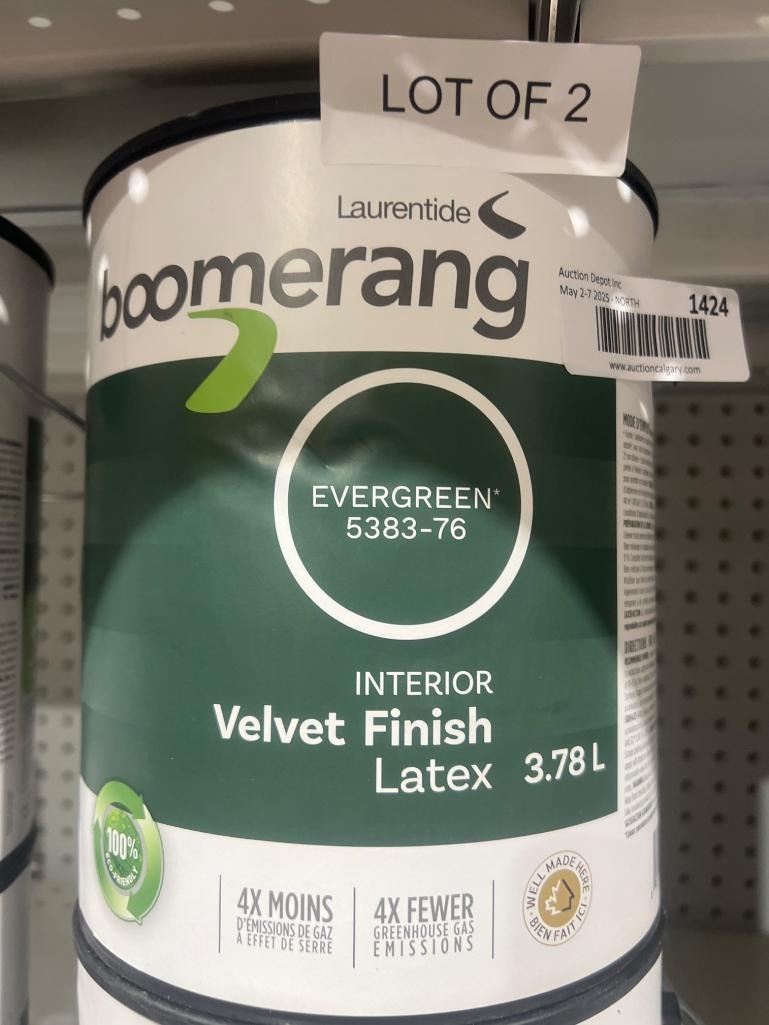 LOT OF 2
Laurentide
boomerang
Auction Depot Inc
May 2-7 2025 - NORTH
1424
www.auctioncalgary.com
EVERGREEN*
5383-76
INTERIOR
Velvet Finish
Latex
3.78 L
100%
ECO-FRIENDLY
4X MOINS
D'ÉMISSIONS DE GAZ
À EFFET DE SERRE
4X FEWER
GREENHOUSE GAS
EMISSIONS
WELL MADE HERE
BIEN FAIT ICI